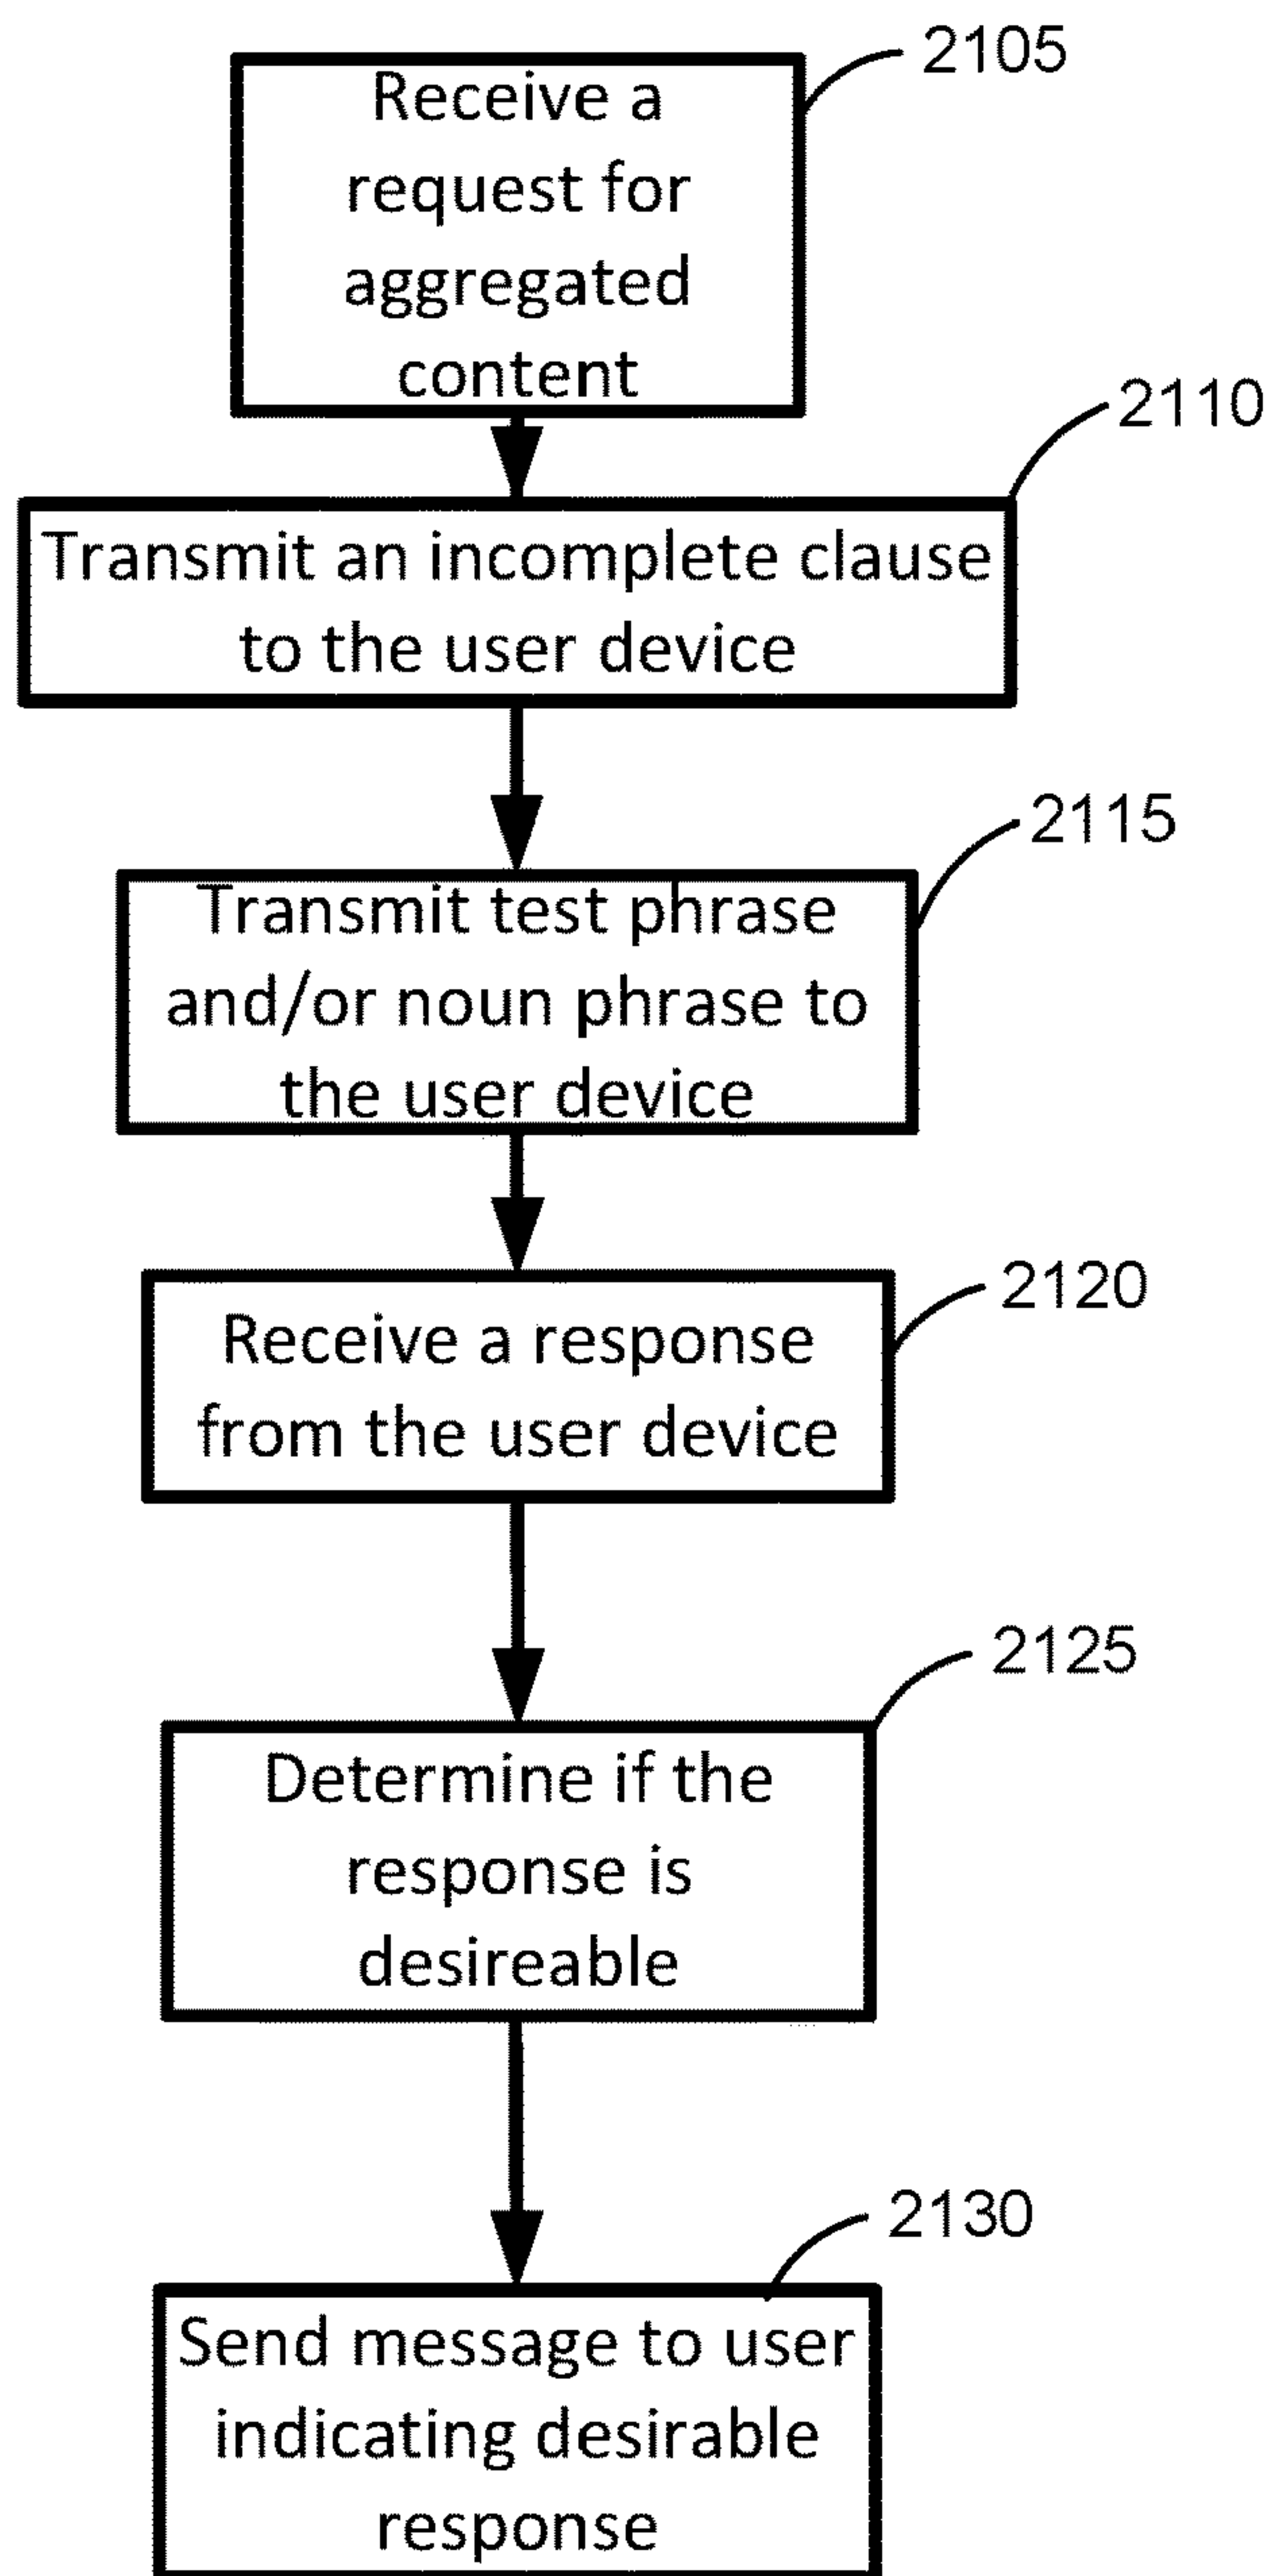 2105
Receive a
request for
aggregated
content
2110
Transmit an incomplete clause
to the user device
2115
Transmit test phrase
and/or noun phrase to
the user device
2120
Receive a response
from the user device
2125
Determine if the
response is
desireable
2130
Send message to user
indicating desirable
response